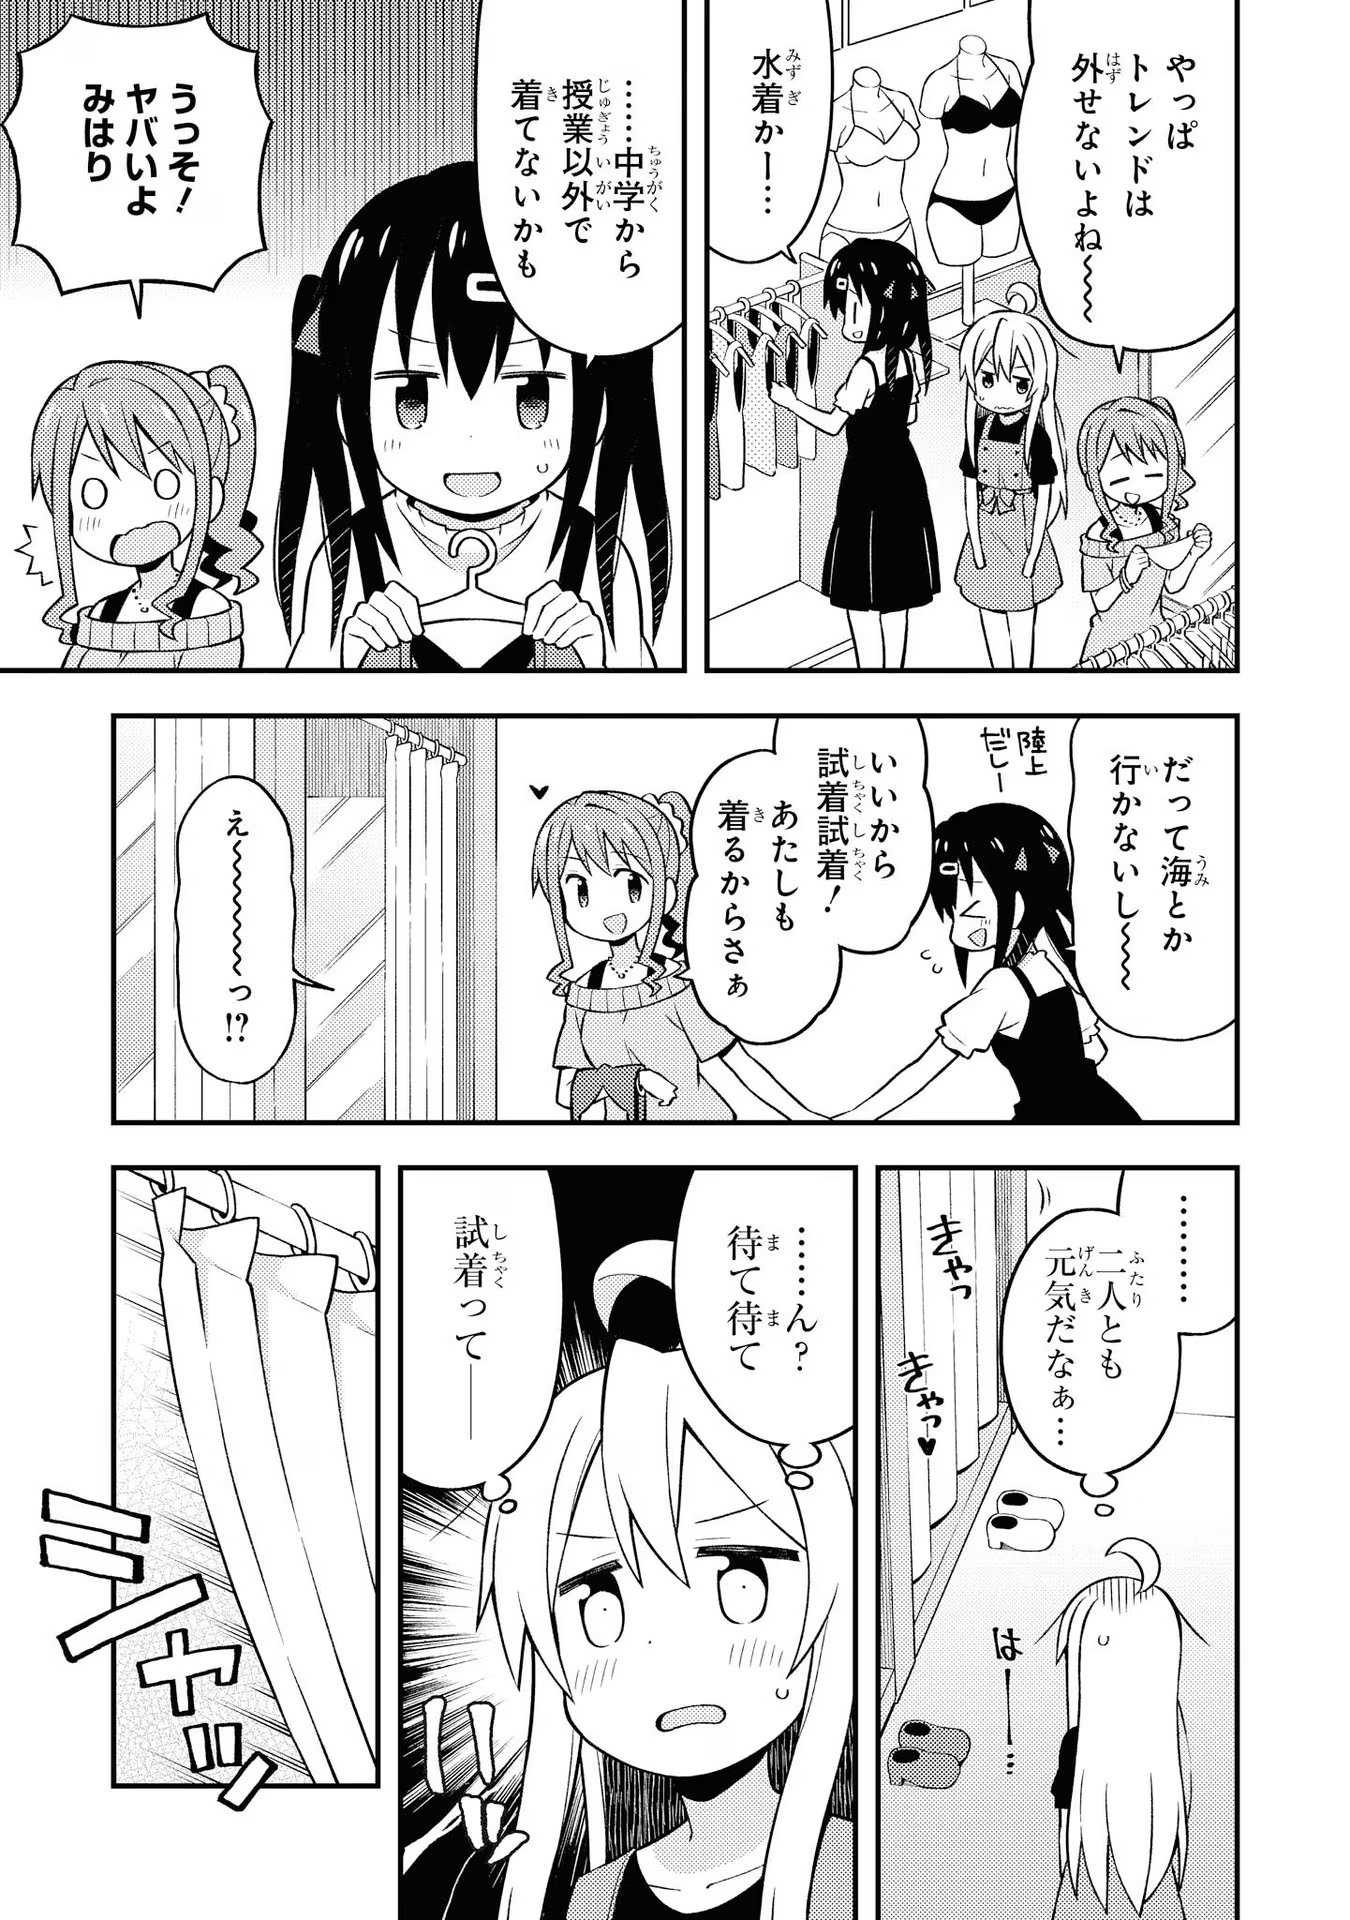 やっぱ
トレンドは
外せないよね〜〜〜
水着かー…
……中学から
授業以外で
着てないかも
うっそ！
ヤバいよ
みはり
だって海とか
行かないし〜〜〜
陸上
だしー
いいから
試着試着！
あたしも
着るからさぁ
え〜〜〜〜っ!?
………
二人とも
元気だなぁ…
きゃっ
きゃっ♥
はー…
……ん？
待て待て
試着って――
シャッ